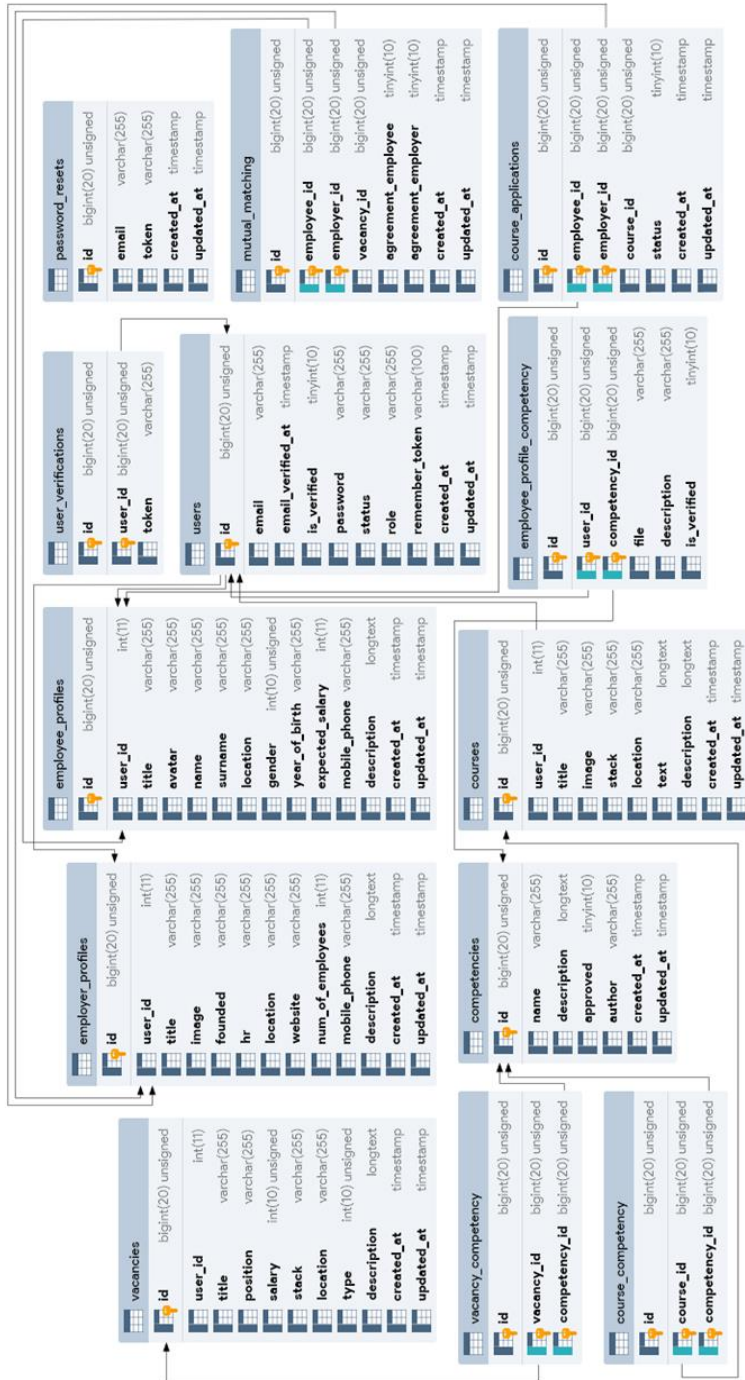 vacancies
id bigint(20) unsigned
user_id int(11)
title varchar(255)
position varchar(255)
salary int(10) unsigned
stack varchar(255)
location varchar(255)
type int(10) unsigned
description longtext
created_at timestamp
updated_at timestamp
employer_profiles
id bigint(20) unsigned
user_id int(11)
title varchar(255)
image varchar(255)
founded varchar(255)
hr varchar(255)
location varchar(255)
website varchar(255)
num_of_employees int(11)
mobile_phone varchar(255)
description longtext
created_at timestamp
updated_at timestamp
employee_profiles
id bigint(20) unsigned
user_id int(11)
title varchar(255)
avatar varchar(255)
name varchar(255)
surname varchar(255)
location varchar(255)
gender int(10) unsigned
year_of_birth varchar(255)
expected_salary int(11)
mobile_phone varchar(255)
description longtext
created_at timestamp
updated_at timestamp
user_verifications
id bigint(20) unsigned
user_id bigint(20) unsigned
token varchar(255)
password_resets
id bigint(20) unsigned
email varchar(255)
token varchar(255)
created_at timestamp
updated_at timestamp
users
id bigint(20) unsigned
email varchar(255)
email_verified_at timestamp
is_verified tinyint(10)
password varchar(255)
status varchar(255)
role varchar(255)
remember_token varchar(100)
created_at timestamp
updated_at timestamp
mutual_matching
id bigint(20) unsigned
employee_id bigint(20) unsigned
employer_id bigint(20) unsigned
vacancy_id bigint(20) unsigned
agreement_employee tinyint(10)
agreement_employer tinyint(10)
created_at timestamp
updated_at timestamp
vacancy_competency
id bigint(20) unsigned
vacancy_id bigint(20) unsigned
competency_id bigint(20) unsigned
course_competency
id bigint(20) unsigned
course_id bigint(20) unsigned
competency_id bigint(20) unsigned
competencies
id bigint(20) unsigned
name varchar(255)
description longtext
approved tinyint(10)
author varchar(255)
created_at timestamp
updated_at timestamp
courses
id bigint(20) unsigned
user_id int(11)
title varchar(255)
image varchar(255)
stack varchar(255)
location varchar(255)
text longtext
description longtext
created_at timestamp
updated_at timestamp
employee_profile_competency
id bigint(20) unsigned
user_id bigint(20) unsigned
competency_id bigint(20) unsigned
file varchar(255)
description varchar(255)
is_verified tinyint(10)
course_applications
id bigint(20) unsigned
employee_id bigint(20) unsigned
employer_id bigint(20) unsigned
course_id bigint(20) unsigned
status tinyint(10)
created_at timestamp
updated_at timestamp